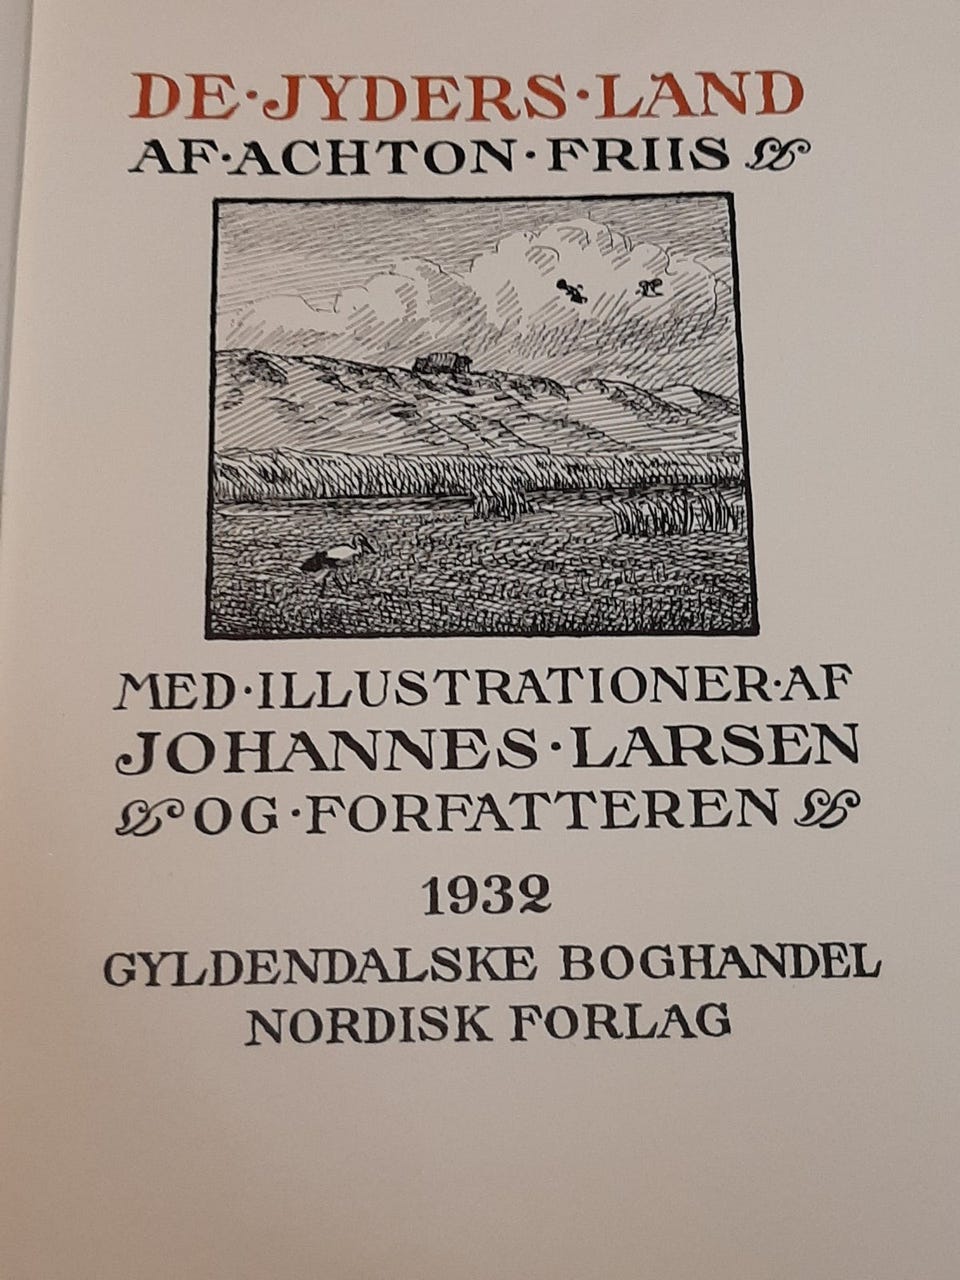 DE·JYDERS·LAND
AF·ACHTON·FRIIS
MED·ILLUSTRATIONER·AF
JOHANNES·LARSEN
OG·FORFATTEREN
1932
GYLDENDALSKE BOGHANDEL
NORDISK FORLAG